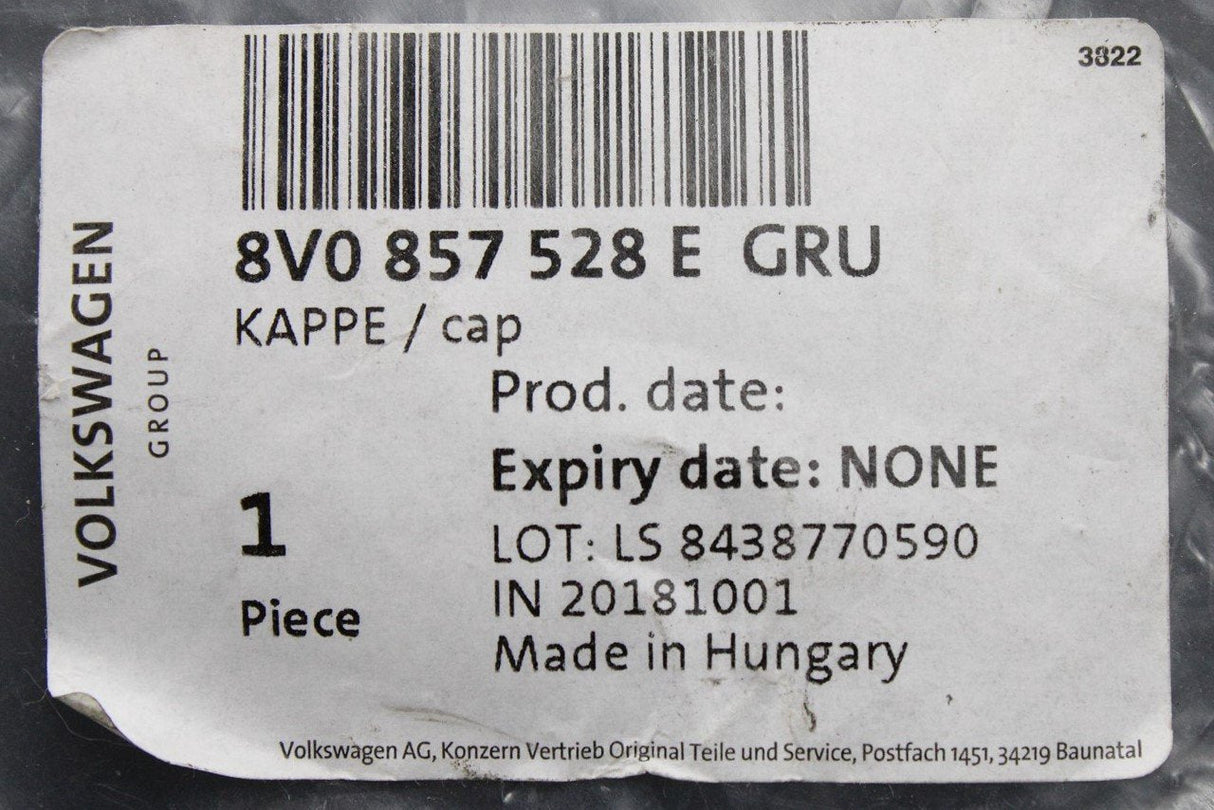 3822
8V0 857 528 E GRU
KAPPE / cap
Prod. date:
Expiry date: NONE
LOT: LS 8438770590
IN 20181001
Made in Hungary
1
Piece
VOLKSWAGEN
GROUP
Volkswagen AG, Konzern Vertrieb Original Teile und Service, Postfach 1451, 34219 Baunatal